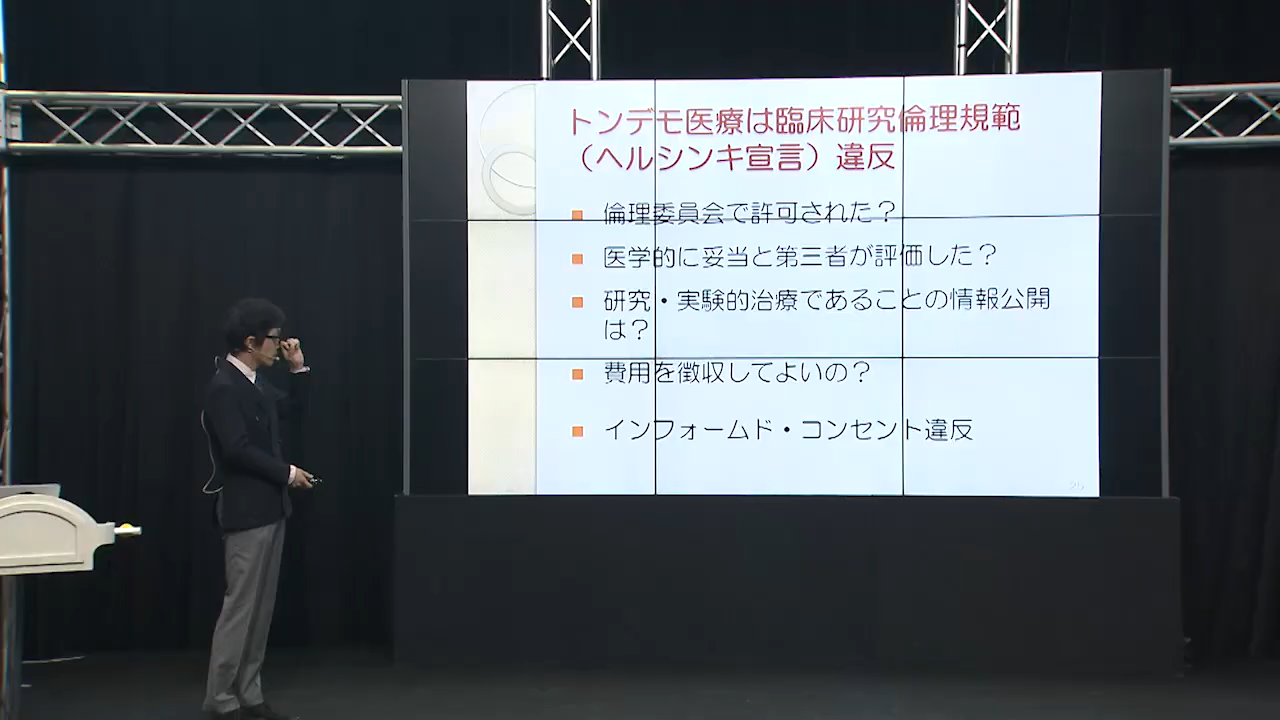 トンデモ医療は臨床研究倫理規範
（ヘルシンキ宣言）違反
倫理委員会で許可された？
医学的に妥当と第三者が評価した？
研究・実験的治療であることの情報公開
は？
費用を徴収してよいの？
インフォームド・コンセント違反